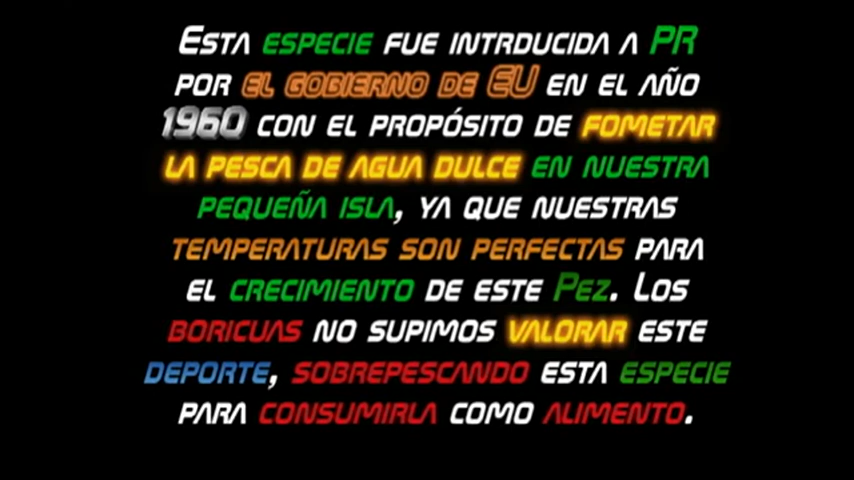 Esta especie fue intrducida a PR
por el gobierno de EU en el año
1960 con el propósito de fometar
la pesca de agua dulce en nuestra
pequeña isla, ya que nuestras
temperaturas son perfectas para
el crecimiento de este Pez. Los
boricuas no supimos valorar este
deporte, sobrepescando esta especie
para consumirla como alimento.